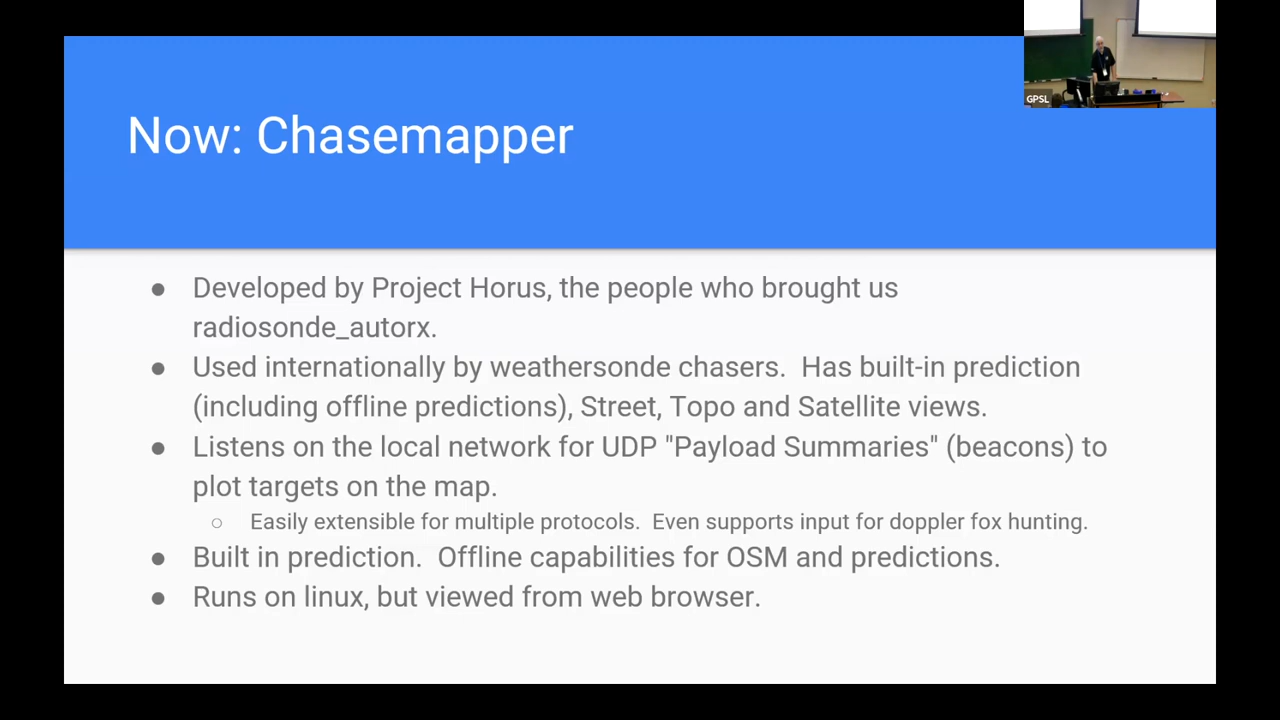 GPSL
Now: Chasemapper
● Developed by Project Horus, the people who brought us
radiosonde_autorx.
● Used internationally by weathersonde chasers.  Has built-in prediction
(including offline predictions), Street, Topo and Satellite views.
● Listens on the local network for UDP "Payload Summaries" (beacons) to
plot targets on the map.
○ Easily extensible for multiple protocols.  Even supports input for doppler fox hunting.
● Built in prediction.  Offline capabilities for OSM and predictions.
● Runs on linux, but viewed from web browser.